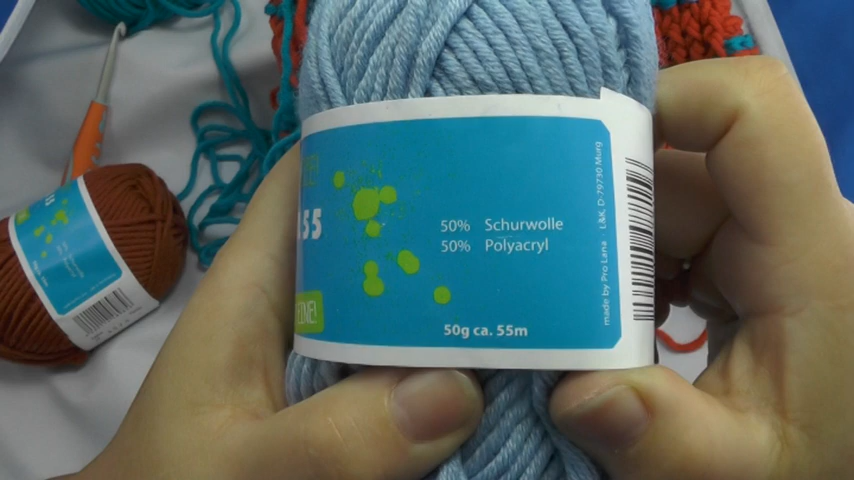 55
50% Schurwolle
50% Polyacryl
50g ca. 55m
made by Pro Lana · L&K, D-79730 Murg